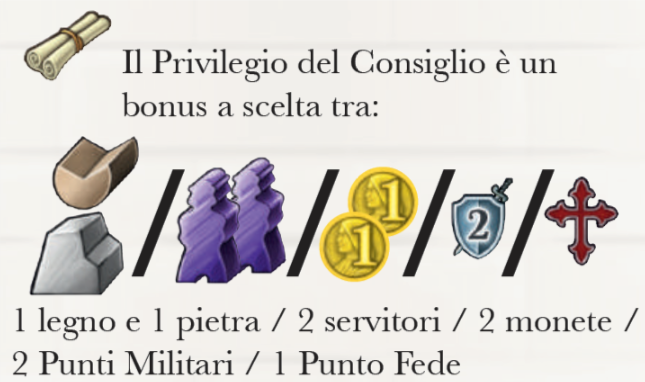 Il Privilegio del Consiglio è un
bonus a scelta tra:
1 1 2
1 legno e 1 pietra / 2 servitori / 2 monete /
2 Punti Militari / 1 Punto Fede